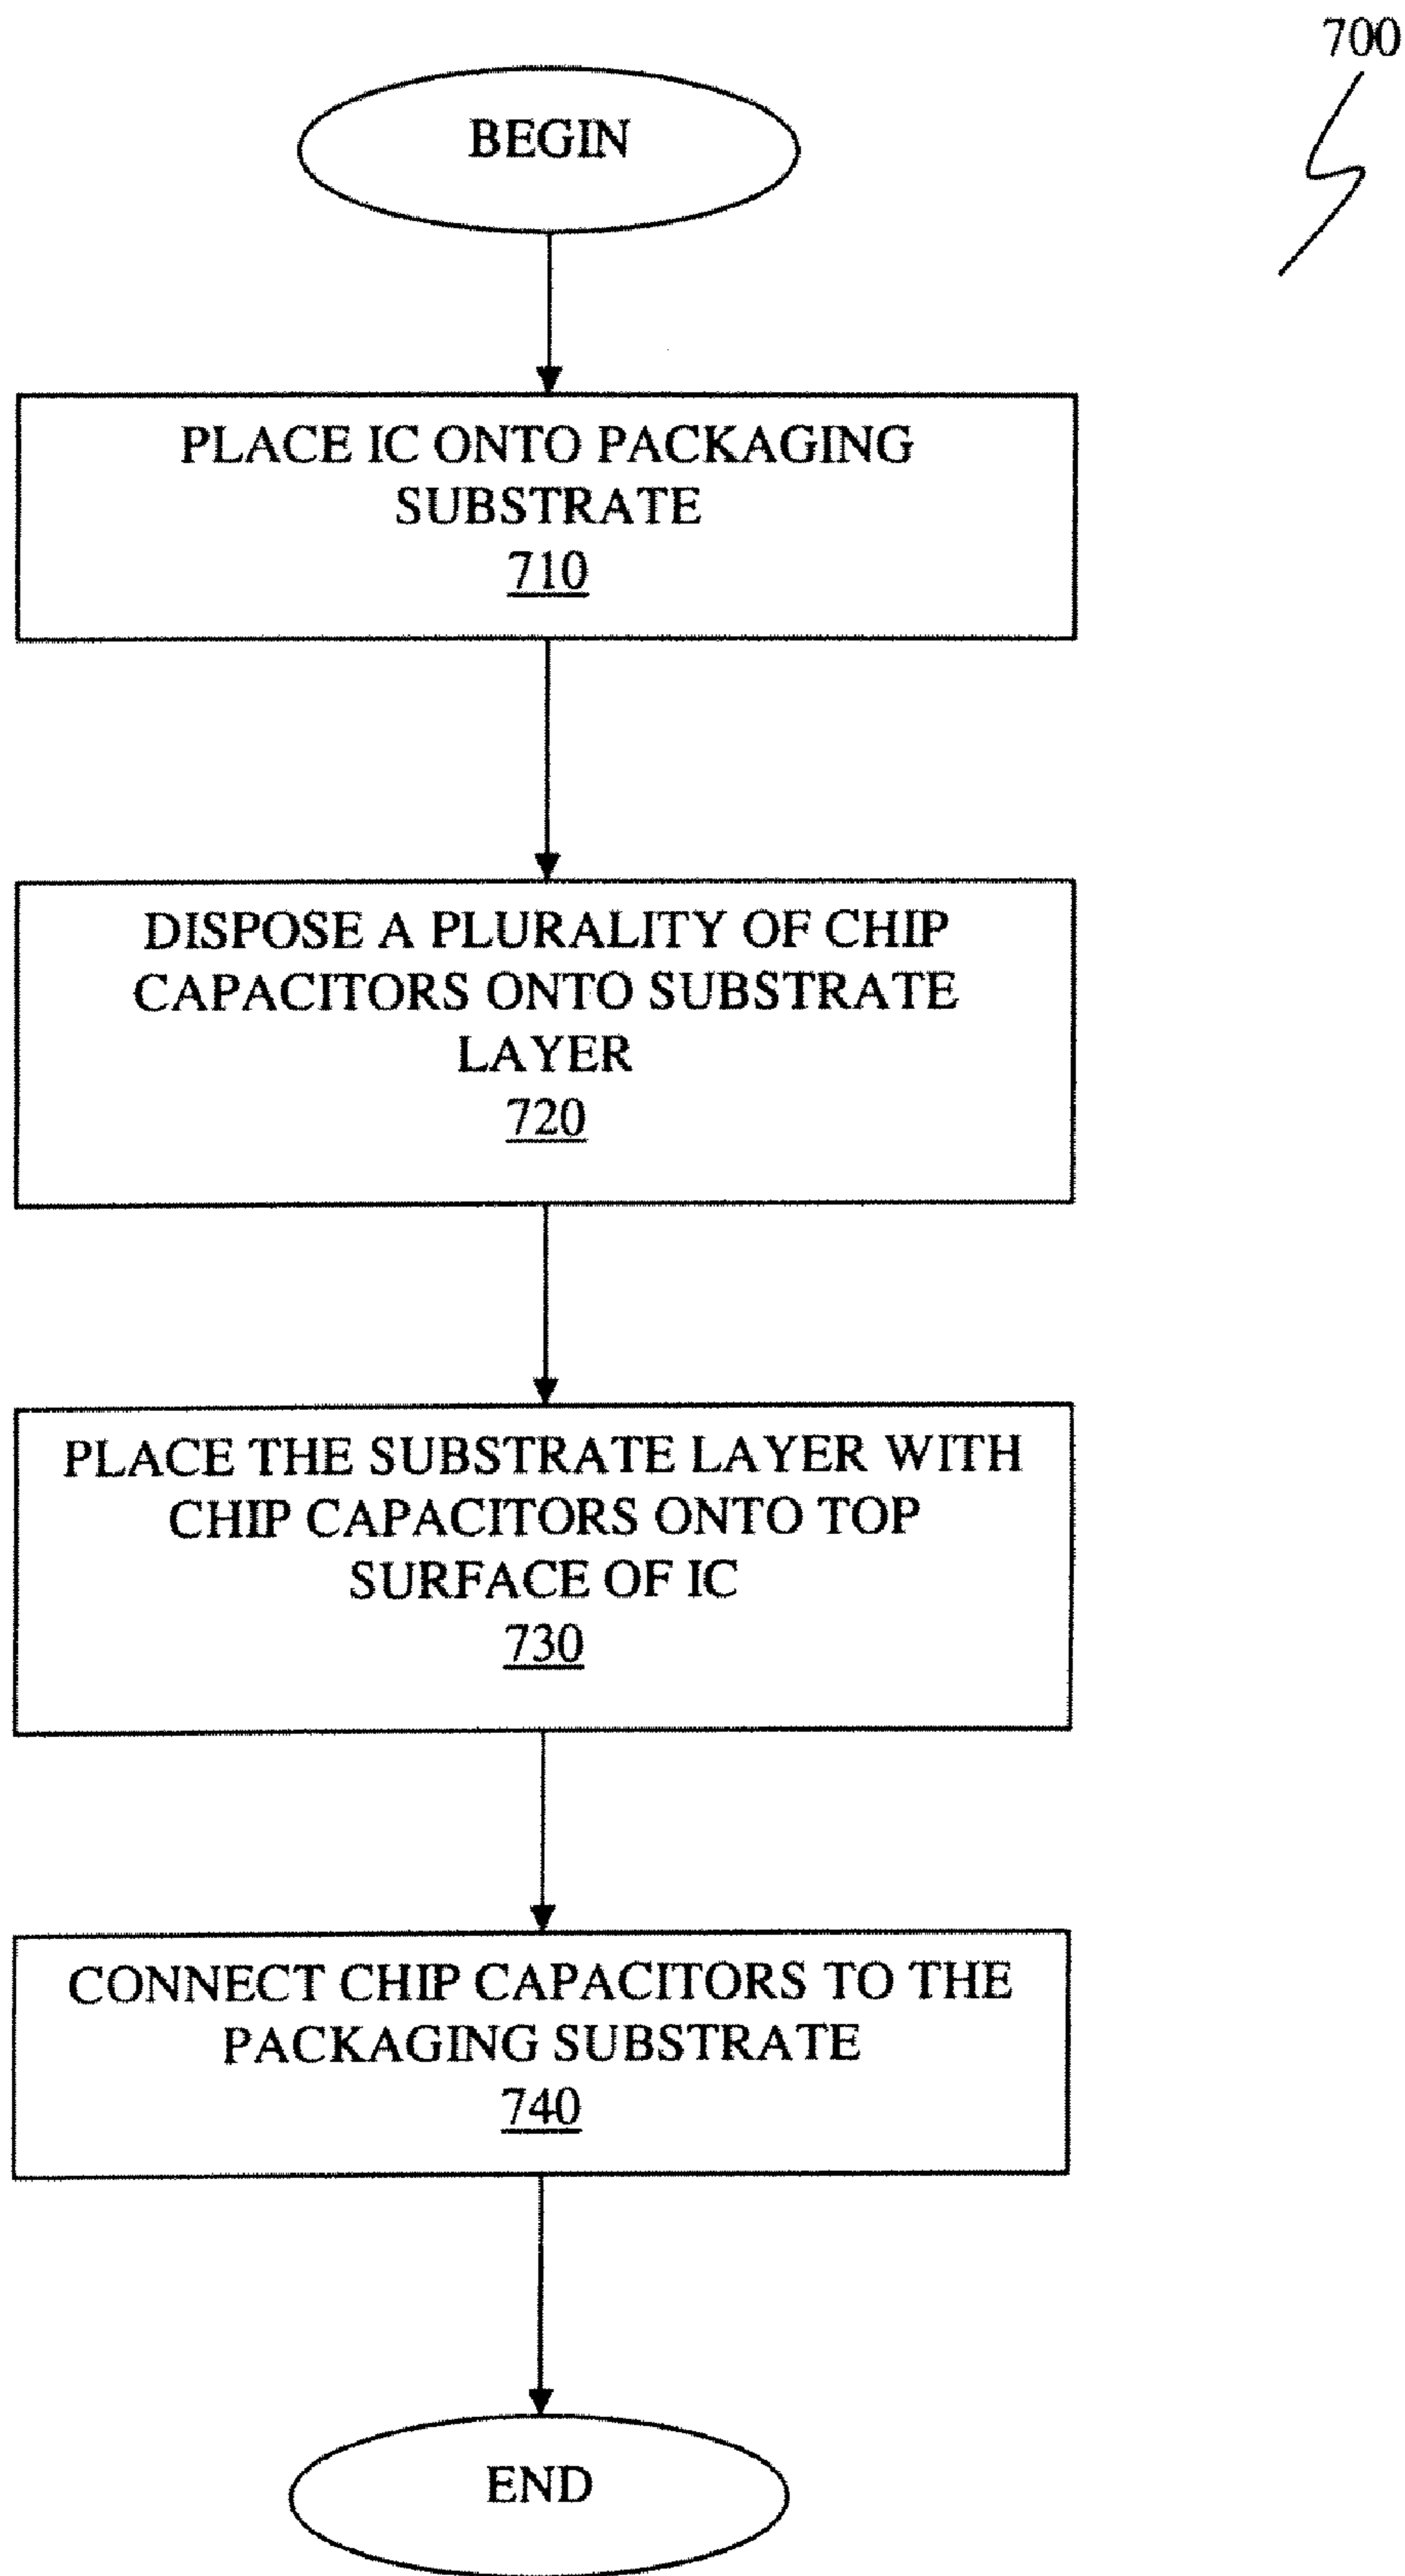 700
BEGIN
PLACE IC ONTO PACKAGING
SUBSTRATE
710
DISPOSE A PLURALITY OF CHIP
CAPACITORS ONTO SUBSTRATE
LAYER
720
PLACE THE SUBSTRATE LAYER WITH
CHIP CAPACITORS ONTO TOP
SURFACE OF IC
730
CONNECT CHIP CAPACITORS TO THE
PACKAGING SUBSTRATE
740
END